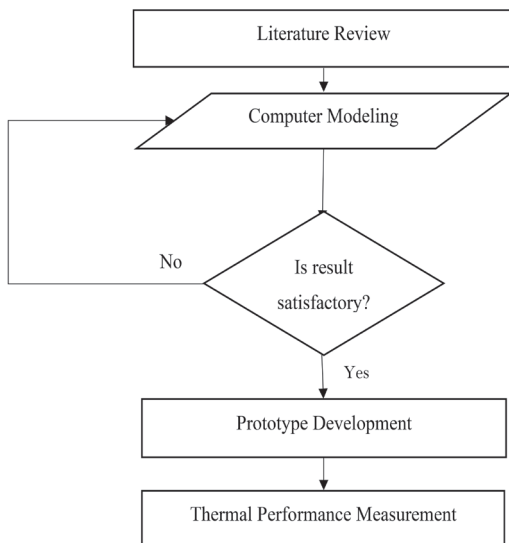 Literature Review
Computer Modeling
No
Is result
satisfactory?
Yes
Prototype Development
Thermal Performance Measurement